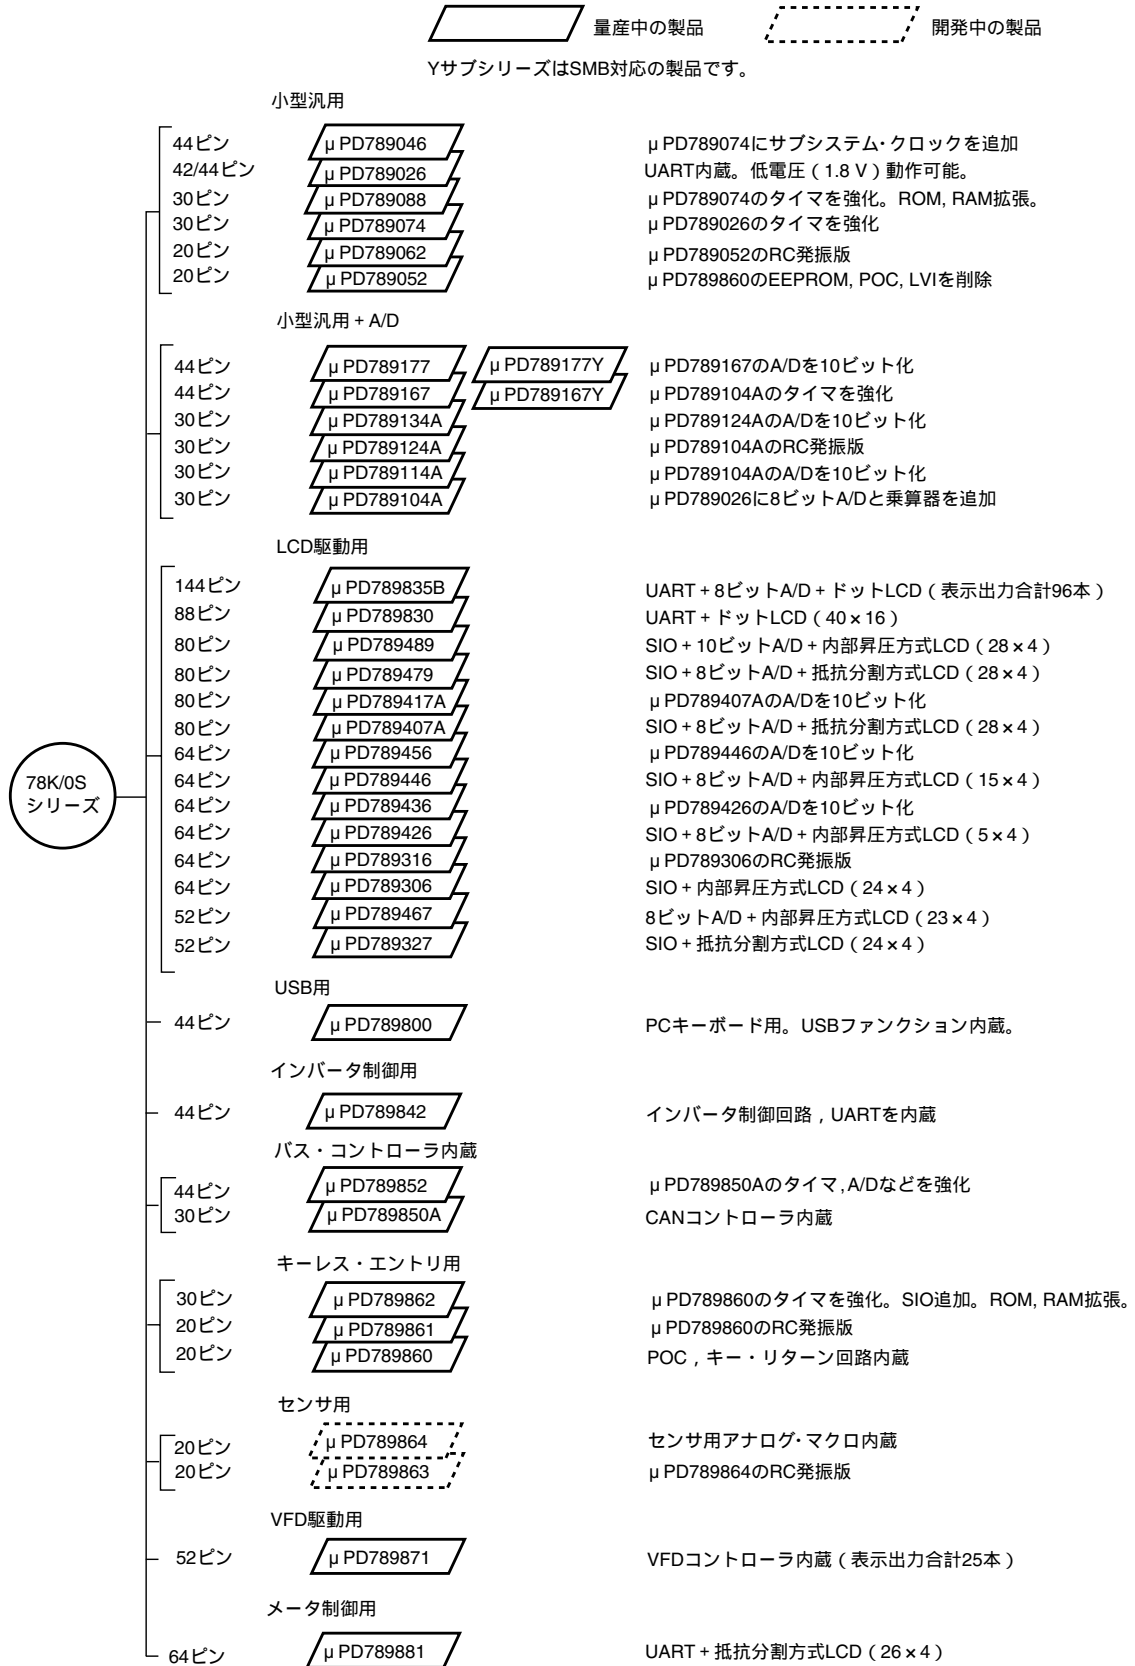 量産中の製品 開発中の製品
YサブシリーズはSMB対応の製品です。
小型汎用
44ピン μPD789046 μPD789074にサブシステム・クロックを追加
42/44ピン μPD789026 UART内蔵。低電圧（1.8 V）動作可能。
30ピン μPD789088 μPD789074のタイマを強化。ROM, RAM拡張。
30ピン μPD789074 μPD789026のタイマを強化
20ピン μPD789062 μPD789052のRC発振版
20ピン μPD789052 μPD789860のEEPROM, POC, LVIを削除
小型汎用 + A/D
44ピン μPD789177 μPD789177Y μPD789167のA/Dを10ビット化
44ピン μPD789167 μPD789167Y μPD789104Aのタイマを強化
30ピン μPD789134A μPD789124AのA/Dを10ビット化
30ピン μPD789124A μPD789104AのRC発振版
30ピン μPD789114A μPD789104AのA/Dを10ビット化
30ピン μPD789104A μPD789026に8ビットA/Dと乗算器を追加
LCD駆動用
144ピン μPD789835B UART + 8ビットA/D + ドットLCD（表示出力合計96本）
88ピン μPD789830 UART + ドットLCD（40×16）
80ピン μPD789489 SIO + 10ビットA/D + 内部昇圧方式LCD（28×4）
80ピン μPD789479 SIO + 8ビットA/D + 抵抗分割方式LCD（28×4）
80ピン μPD789417A μPD789407AのA/Dを10ビット化
80ピン μPD789407A SIO + 8ビットA/D + 抵抗分割方式LCD（28×4）
64ピン μPD789456 μPD789446のA/Dを10ビット化
64ピン μPD789446 SIO + 8ビットA/D + 内部昇圧方式LCD（15×4）
64ピン μPD789436 μPD789426のA/Dを10ビット化
64ピン μPD789426 SIO + 8ビットA/D + 内部昇圧方式LCD（5×4）
64ピン μPD789316 μPD789306のRC発振版
64ピン μPD789306 SIO + 内部昇圧方式LCD（24×4）
52ピン μPD789467 8ビットA/D + 内部昇圧方式LCD（23×4）
52ピン μPD789327 SIO + 抵抗分割方式LCD（24×4）
78K/0S
シリーズ
USB用
44ピン μPD789800 PCキーボード用。USBファンクション内蔵。
インバータ制御用
44ピン μPD789842 インバータ制御回路，UARTを内蔵
バス・コントローラ内蔵
44ピン μPD789852 μPD789850Aのタイマ，A/Dなどを強化
30ピン μPD789850A CANコントローラ内蔵
キーレス・エントリ用
30ピン μPD789862 μPD789860のタイマを強化。SIO追加。ROM, RAM拡張。
20ピン μPD789861 μPD789860のRC発振版
20ピン μPD789860 POC，キー・リターン回路内蔵
センサ用
20ピン μPD789864 センサ用アナログ・マクロ内蔵
20ピン μPD789863 μPD789864のRC発振版
VFD駆動用
52ピン μPD789871 VFDコントローラ内蔵（表示出力合計25本）
メータ制御用
64ピン μPD789881 UART + 抵抗分割方式LCD（26×4）